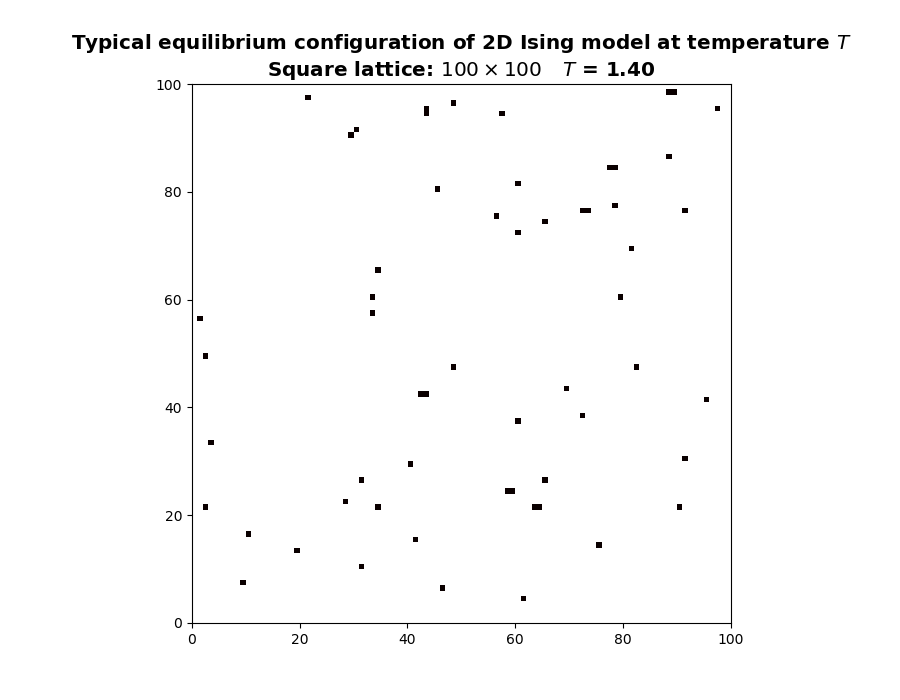 Typical equilibrium configuration of 2D Ising model at temperature T
Square lattice: 100 × 100 T = 1.40
100
80
60
40
20
0
0 20 40 60 80 100